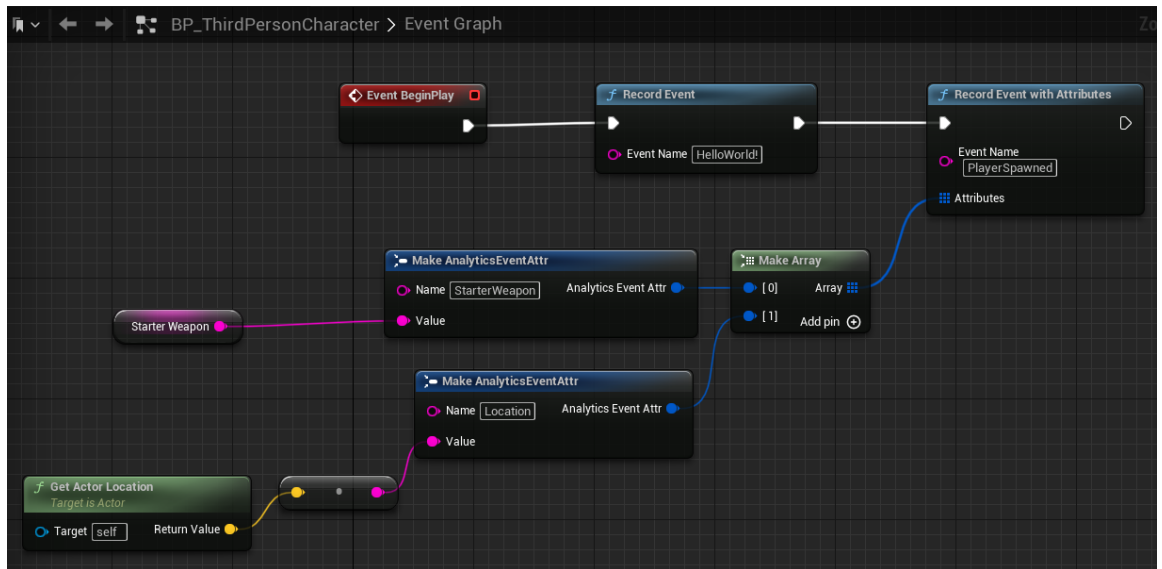 BP_ThirdPersonCharacter > Event Graph
Zo
Event BeginPlay
f Record Event
Event Name HelloWorld!
f Record Event with Attributes
Event Name
PlayerSpawned
Attributes
Make AnalyticsEventAttr
Name StarterWeapon Analytics Event Attr
Value
Make Array
[0] Array
[1] Add pin
Starter Weapon
Make AnalyticsEventAttr
Name Location Analytics Event Attr
Value
f Get Actor Location
Target is Actor
Target self Return Value